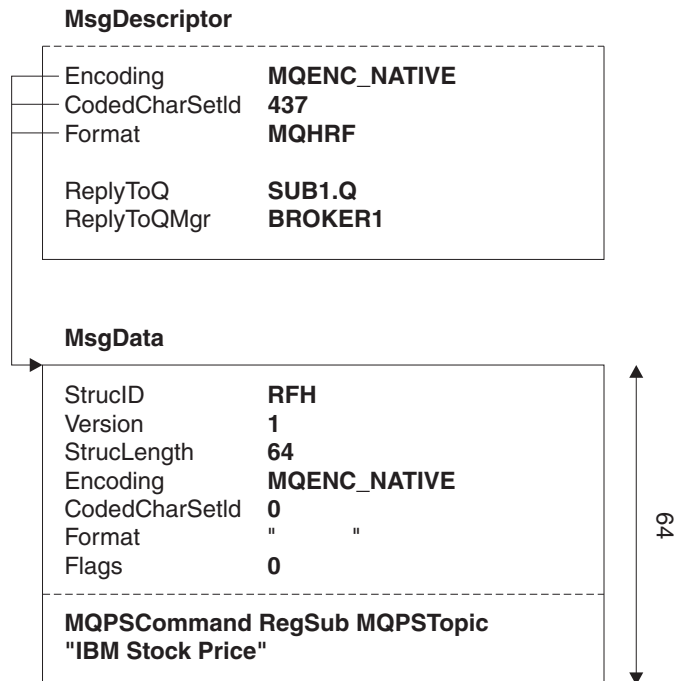 MsgDescriptor
Encoding MQENC_NATIVE
CodedCharSetId 437
Format MQHRF
ReplyToQ SUB1.Q
ReplyToQMgr BROKER1
MsgData
StrucID RFH
Version 1
StrucLength 64
Encoding MQENC_NATIVE
CodedCharSetId 0
Format "        "
Flags 0
64
MQPSCommand RegSub MQPSTopic
"IBM Stock Price"